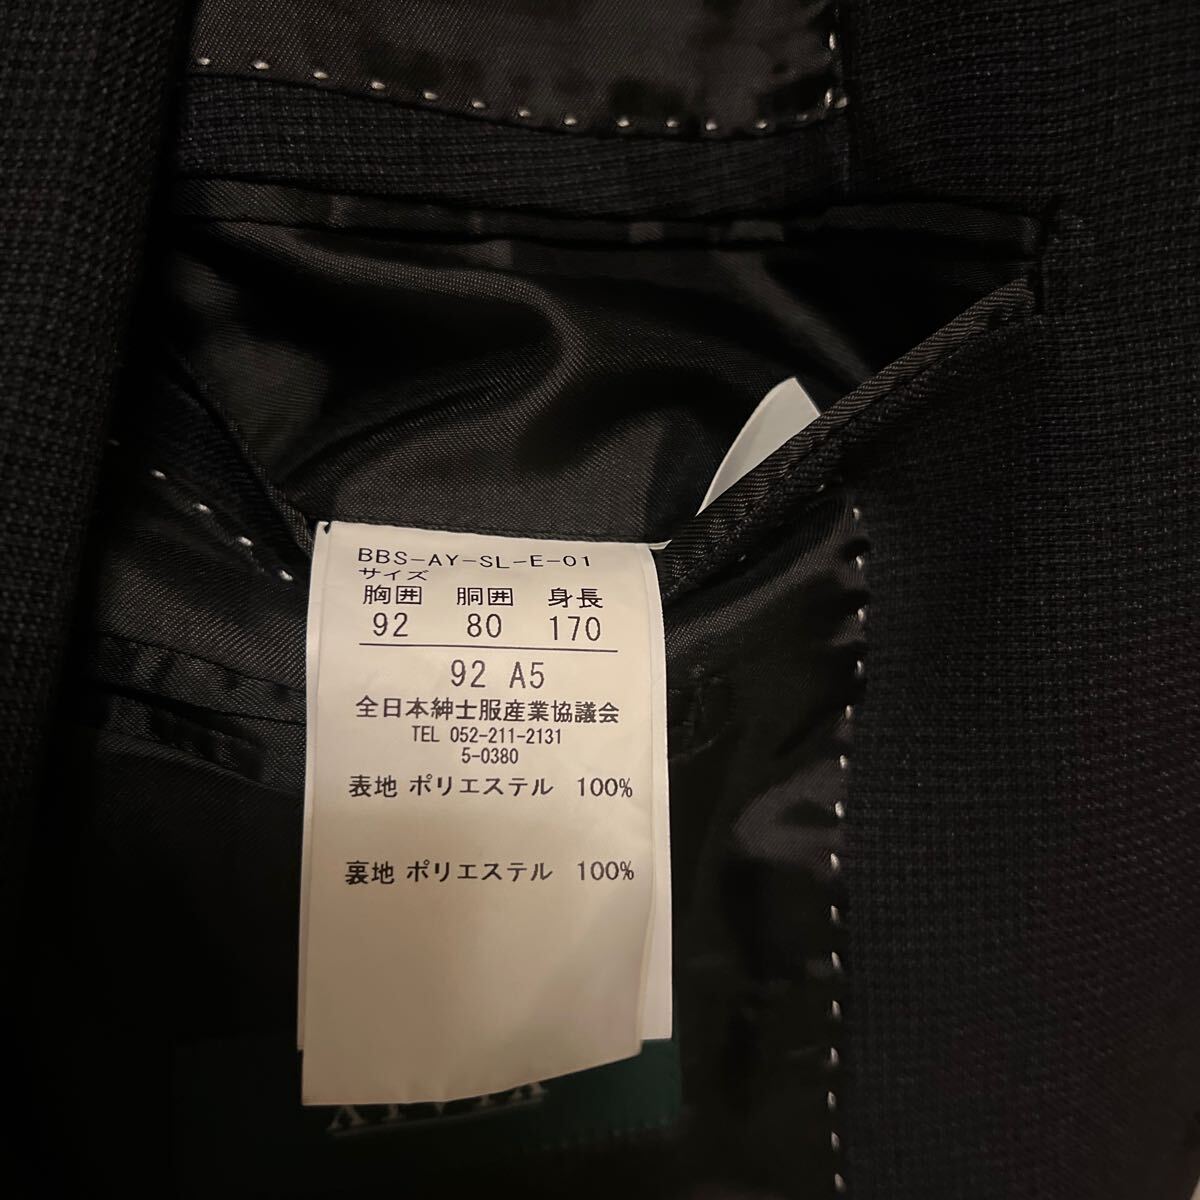 BBS-AY-SL-E-01
サイズ
胸囲 胴囲 身長
92 80 170
92 A5
全日本紳士服産業協議会
TEL 052-211-2131
5-0380
表地 ポリエステル 100%
裏地 ポリエステル 100%